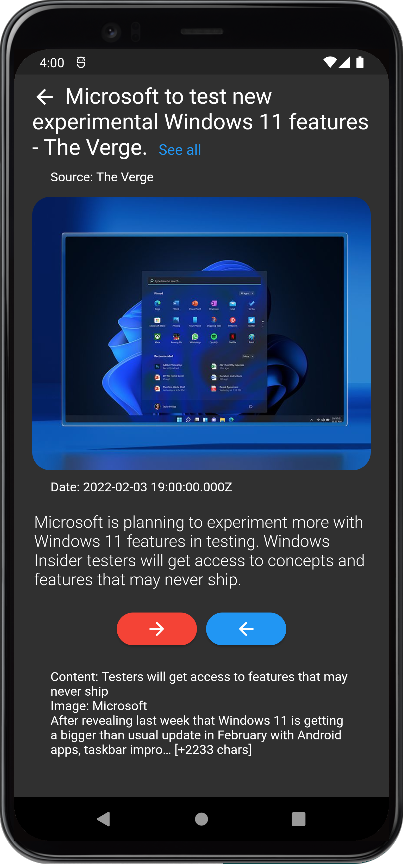 4:00
Microsoft to test new
experimental Windows 11 features
- The Verge. See all
Source: The Verge
Date: 2022-02-03 19:00:00.000Z
Microsoft is planning to experiment more with
Windows 11 features in testing. Windows
Insider testers will get access to concepts and
features that may never ship.
Content: Testers will get access to features that may
never ship
Image: Microsoft
After revealing last week that Windows 11 is getting
a bigger than usual update in February with Android
apps, taskbar impro… [+2233 chars]